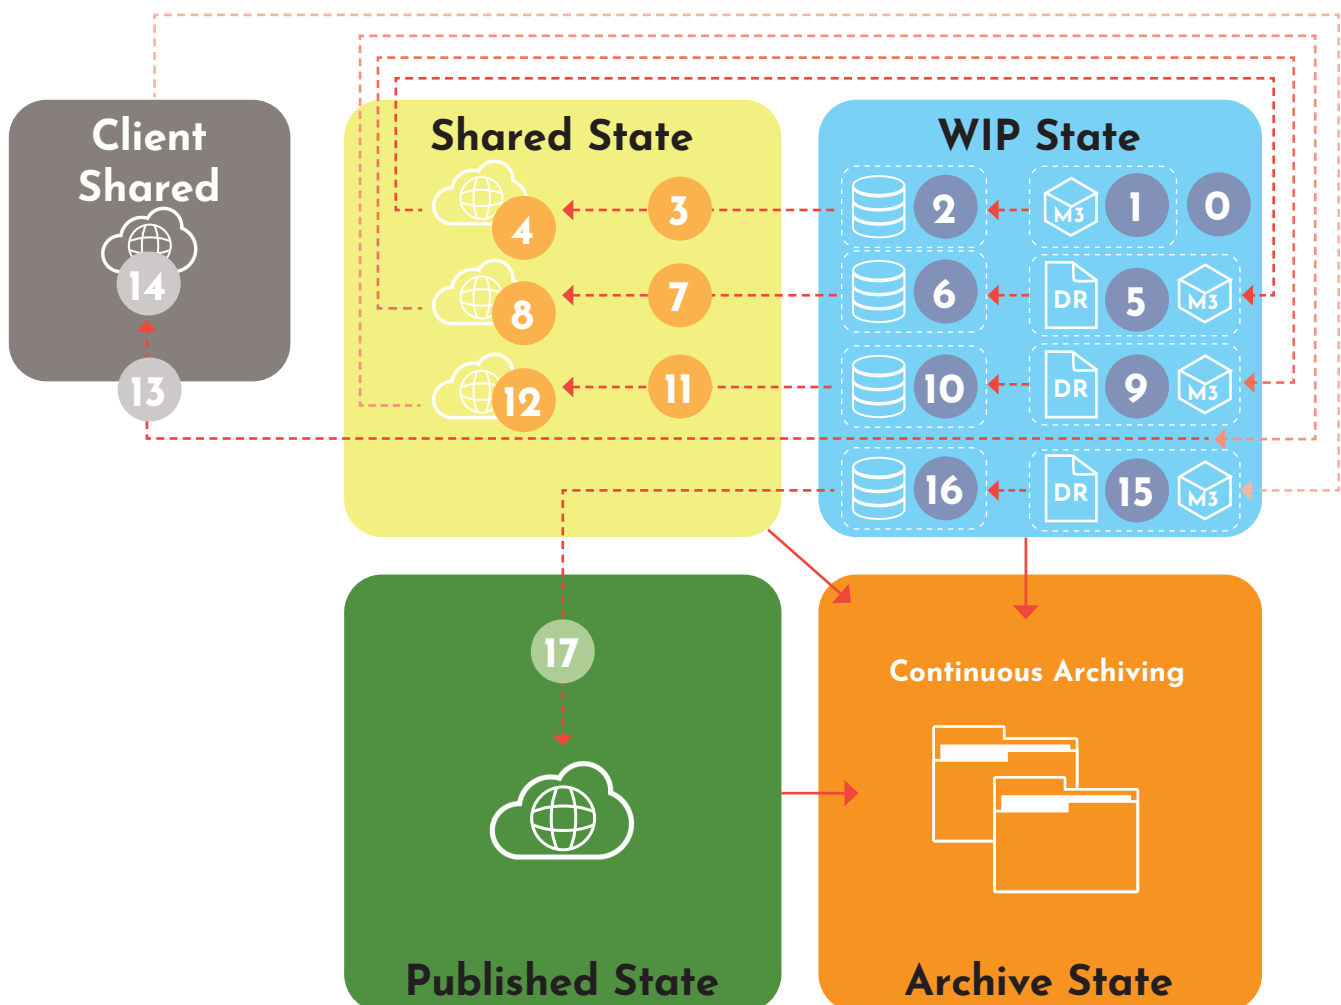 Client
Shared
14
13
Shared State
4
3
8
7
12
11
WIP State
2
M3
1
0
6
DR
5
M3
10
DR
9
M3
16
DR
15
M3
17
Published State
Continuous Archiving
Archive State